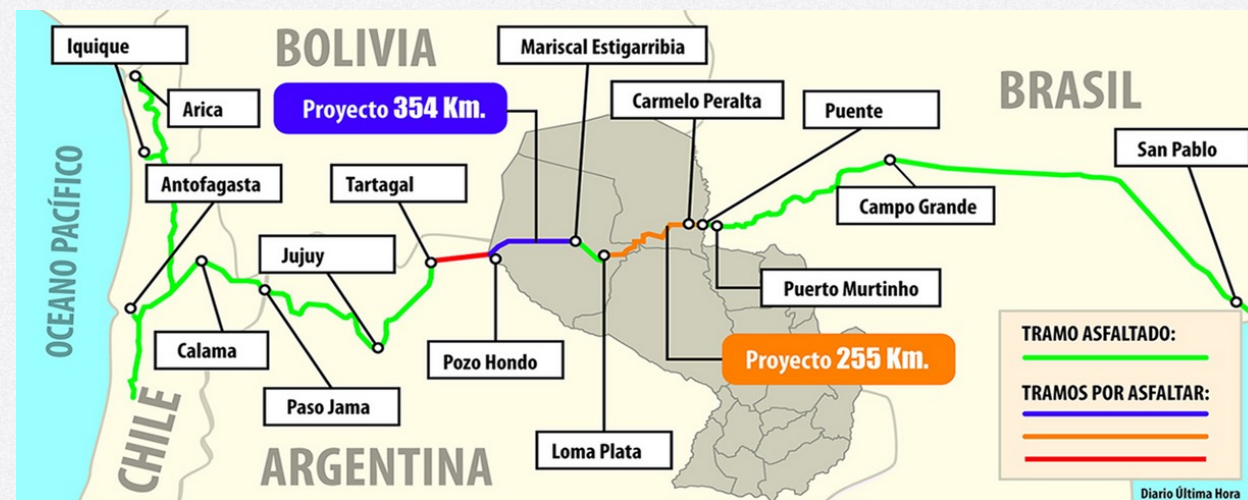 Iquique
BOLIVIA
Mariscal Estigarribia
Arica
Proyecto 354 Km.
Carmelo Peralta
Puente
BRASIL
San Pablo
OCEANO PACÍFICO
Antofagasta
Tartagal
Campo Grande
Jujuy
Puerto Murtinho
Calama
Pozo Hondo
Proyecto 255 Km.
Paso Jama
Loma Plata
CHILE
ARGENTINA
TRAMO ASFALTADO:
TRAMOS POR ASFALTAR:
Diario Última Hora